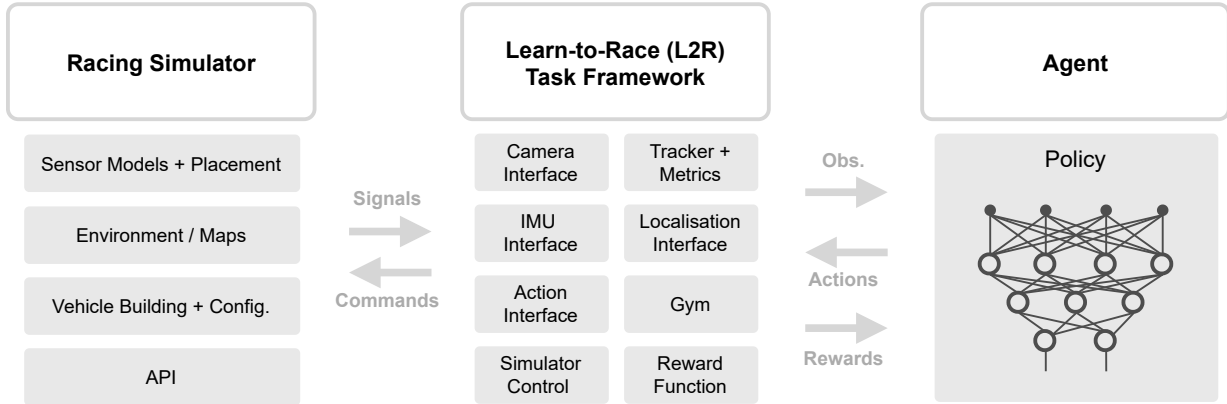 Racing Simulator
Sensor Models + Placement
Environment / Maps
Vehicle Building + Config.
API
Signals
Commands
Learn-to-Race (L2R)
Task Framework
Camera
Interface
Tracker +
Metrics
IMU
Interface
Localisation
Interface
Action
Interface
Gym
Simulator
Control
Reward
Function
Obs.
Actions
Rewards
Agent
Policy